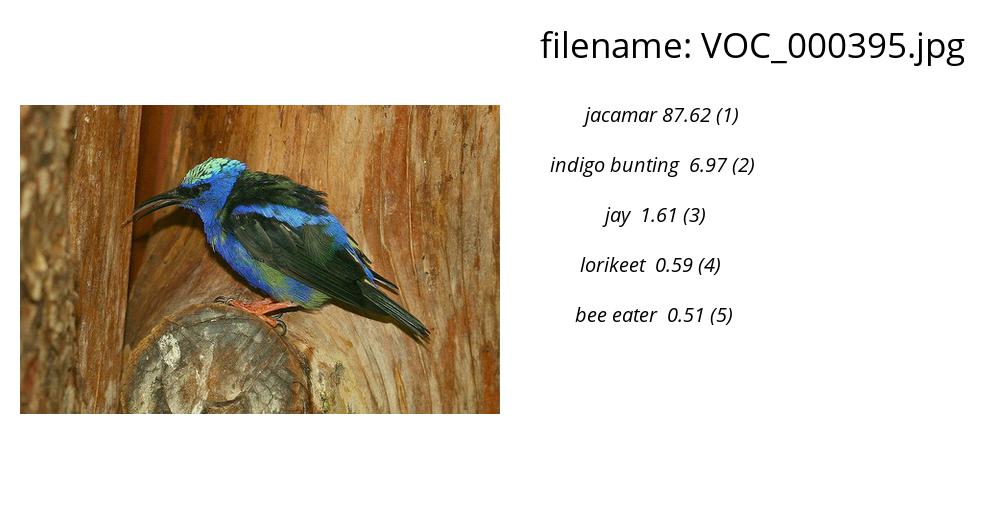 filename: VOC_000395.jpg
jacamar 87.62 (1)
indigo bunting 6.97 (2)
jay 1.61 (3)
lorikeet 0.59 (4)
bee eater 0.51 (5)